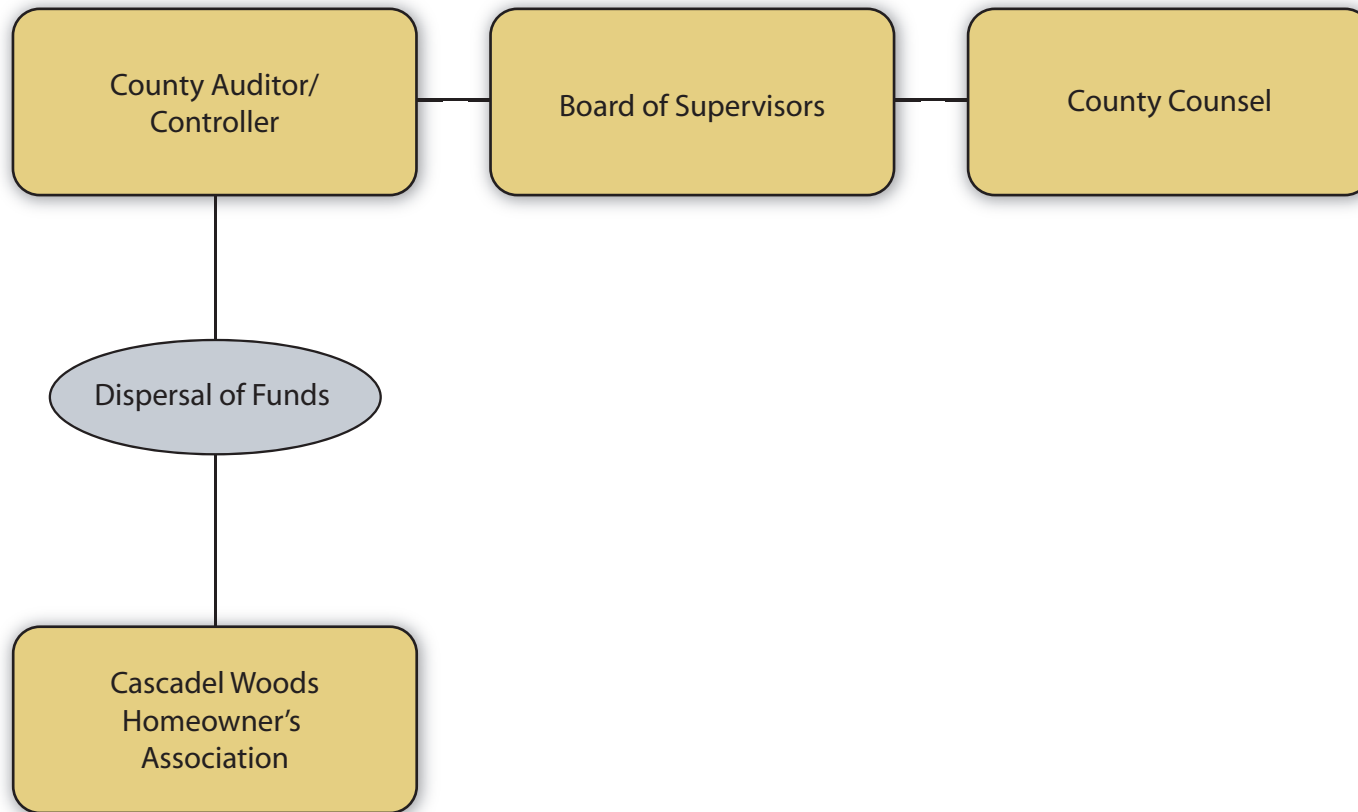 County Auditor/
Controller
Board of Supervisors
County Counsel
Dispersal of Funds
Cascadel Woods
Homeowner’s
Association